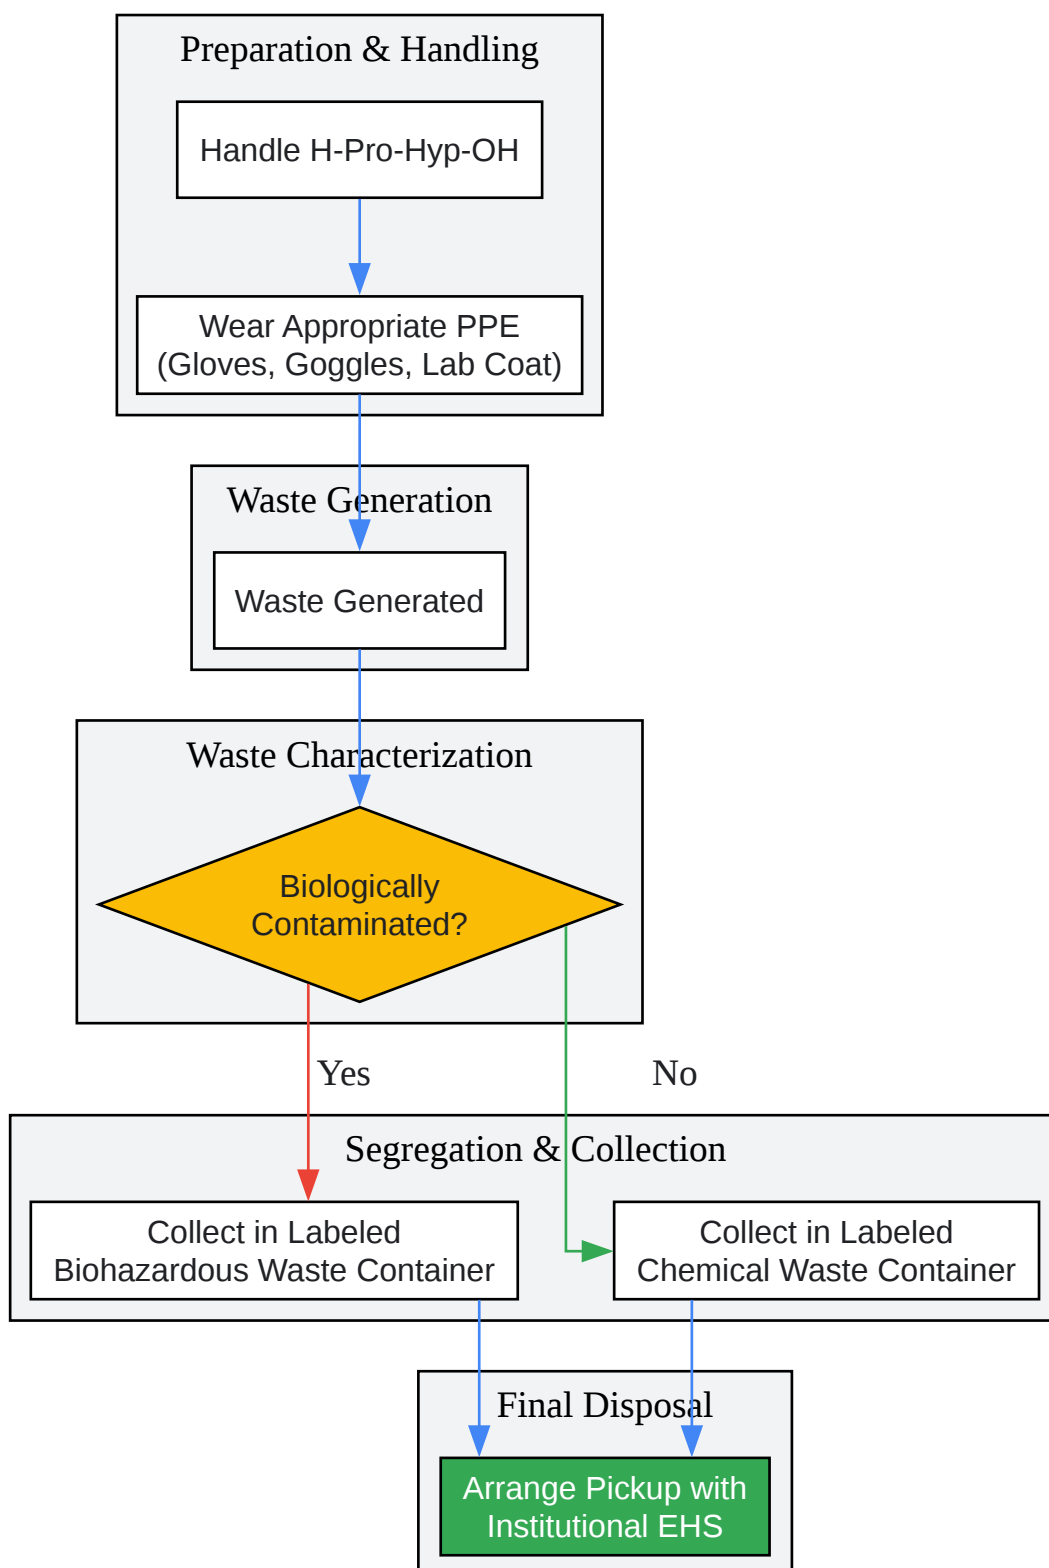 Preparation & Handling
Handle H-Pro-Hyp-OH
Wear Appropriate PPE
(Gloves, Goggles, Lab Coat)
Waste Generation
Waste Generated
Waste Characterization
Biologically
Contaminated?
Yes
No
Segregation & Collection
Collect in Labeled
Biohazardous Waste Container
Collect in Labeled
Chemical Waste Container
Final Disposal
Arrange Pickup with
Institutional EHS